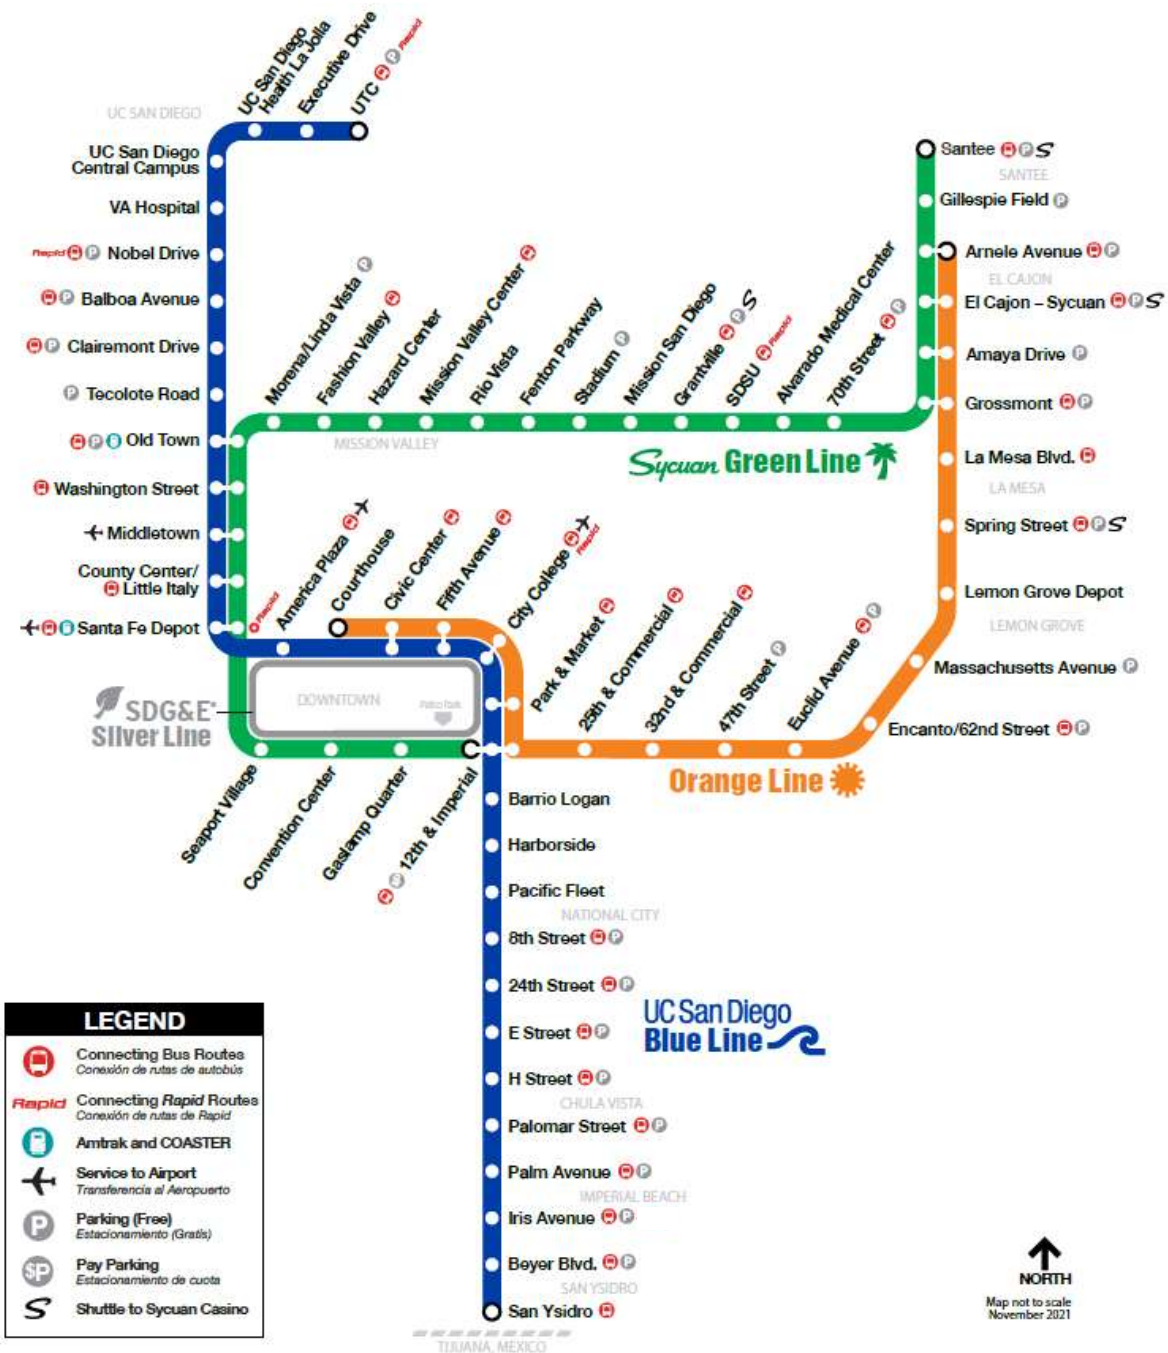 UC San Diego
Health La Jolla
Executive Drive
UTC Rapid
UC SAN DIEGO
UC San Diego
Central Campus
VA Hospital
Rapid P Nobel Drive
P Balboa Avenue
P Clairemont Drive
P Tecolote Road
P Old Town
Washington Street
Middletown
County Center/
Little Italy
Santa Fe Depot
Rapid
Morena/Linda Vista P
Fashion Valley
Hazard Center
Mission Valley Center
Rio Vista
Fenton Parkway
Stadium P
Mission San Diego
Grantville P S
SDSU Rapid
Alvarado Medical Center
70th Street P
MISSION VALLEY
Sycuan Green Line
Santee P S
SANTEE
Gillespie Field P
Arnele Avenue P
EL CAJON
El Cajon – Sycuan P S
Amaya Drive P
Grossmont P
La Mesa Blvd.
LA MESA
Spring Street P S
Lemon Grove Depot
LEMON GROVE
Massachusetts Avenue P
Encanto/62nd Street P
America Plaza
Courthouse
Civic Center
Fifth Avenue
City College Rapid
Park & Market
25th & Commercial
32nd & Commercial
47th Street P
Euclid Avenue P
Orange Line
DOWNTOWN
Petco Park
SDG&E®
Silver Line
Seaport Village
Convention Center
Gaslamp Quarter
$P 12th & Imperial
Barrio Logan
Harborside
Pacific Fleet
NATIONAL CITY
8th Street P
24th Street P
E Street P
H Street P
CHULA VISTA
Palomar Street P
Palm Avenue P
IMPERIAL BEACH
Iris Avenue P
Beyer Blvd. P
SAN YSIDRO
San Ysidro
TIJUANA, MEXICO
UC San Diego
Blue Line
LEGEND
Connecting Bus Routes
Conexión de rutas de autobús
Rapid Connecting Rapid Routes
Conexión de rutas de Rapid
Amtrak and COASTER
Service to Airport
Transferencia al Aeropuerto
P Parking (Free)
Estacionamiento (Gratis)
$P Pay Parking
Estacionamiento de cuota
S Shuttle to Sycuan Casino
NORTH
Map not to scale
November 2021